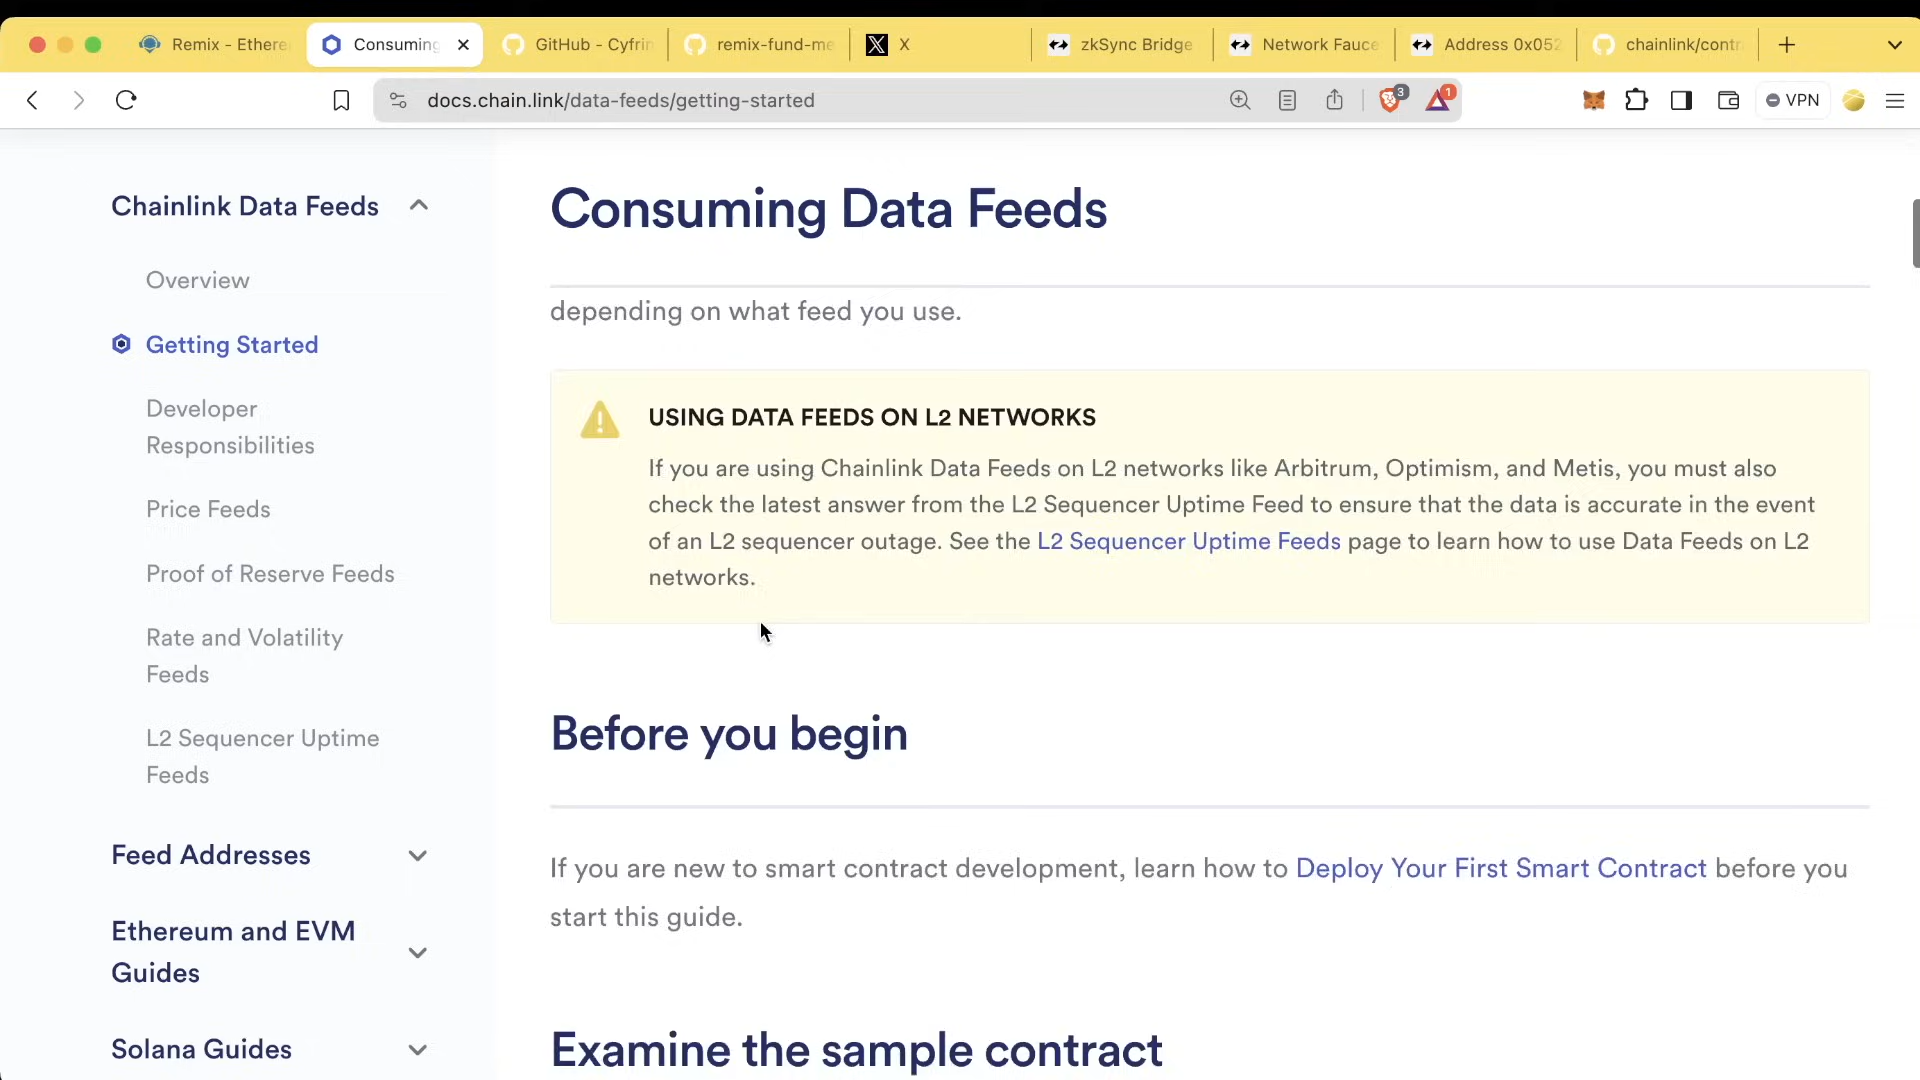 Remix - Ethere
Consuming
GitHub - Cyfrin
remix-fund-me
X
zkSync Bridge
Network Fauce
Address 0x052
chainlink/contr
docs.chain.link/data-feeds/getting-started
3
1
VPN
Chainlink Data Feeds
Overview
Getting Started
Developer
Responsibilities
Price Feeds
Proof of Reserve Feeds
Rate and Volatility
Feeds
L2 Sequencer Uptime
Feeds
Feed Addresses
Ethereum and EVM
Guides
Solana Guides
Consuming Data Feeds
depending on what feed you use.
USING DATA FEEDS ON L2 NETWORKS
If you are using Chainlink Data Feeds on L2 networks like Arbitrum, Optimism, and Metis, you must also
check the latest answer from the L2 Sequencer Uptime Feed to ensure that the data is accurate in the event
of an L2 sequencer outage. See the L2 Sequencer Uptime Feeds page to learn how to use Data Feeds on L2
networks.
Before you begin
If you are new to smart contract development, learn how to Deploy Your First Smart Contract before you
start this guide.
Examine the sample contract